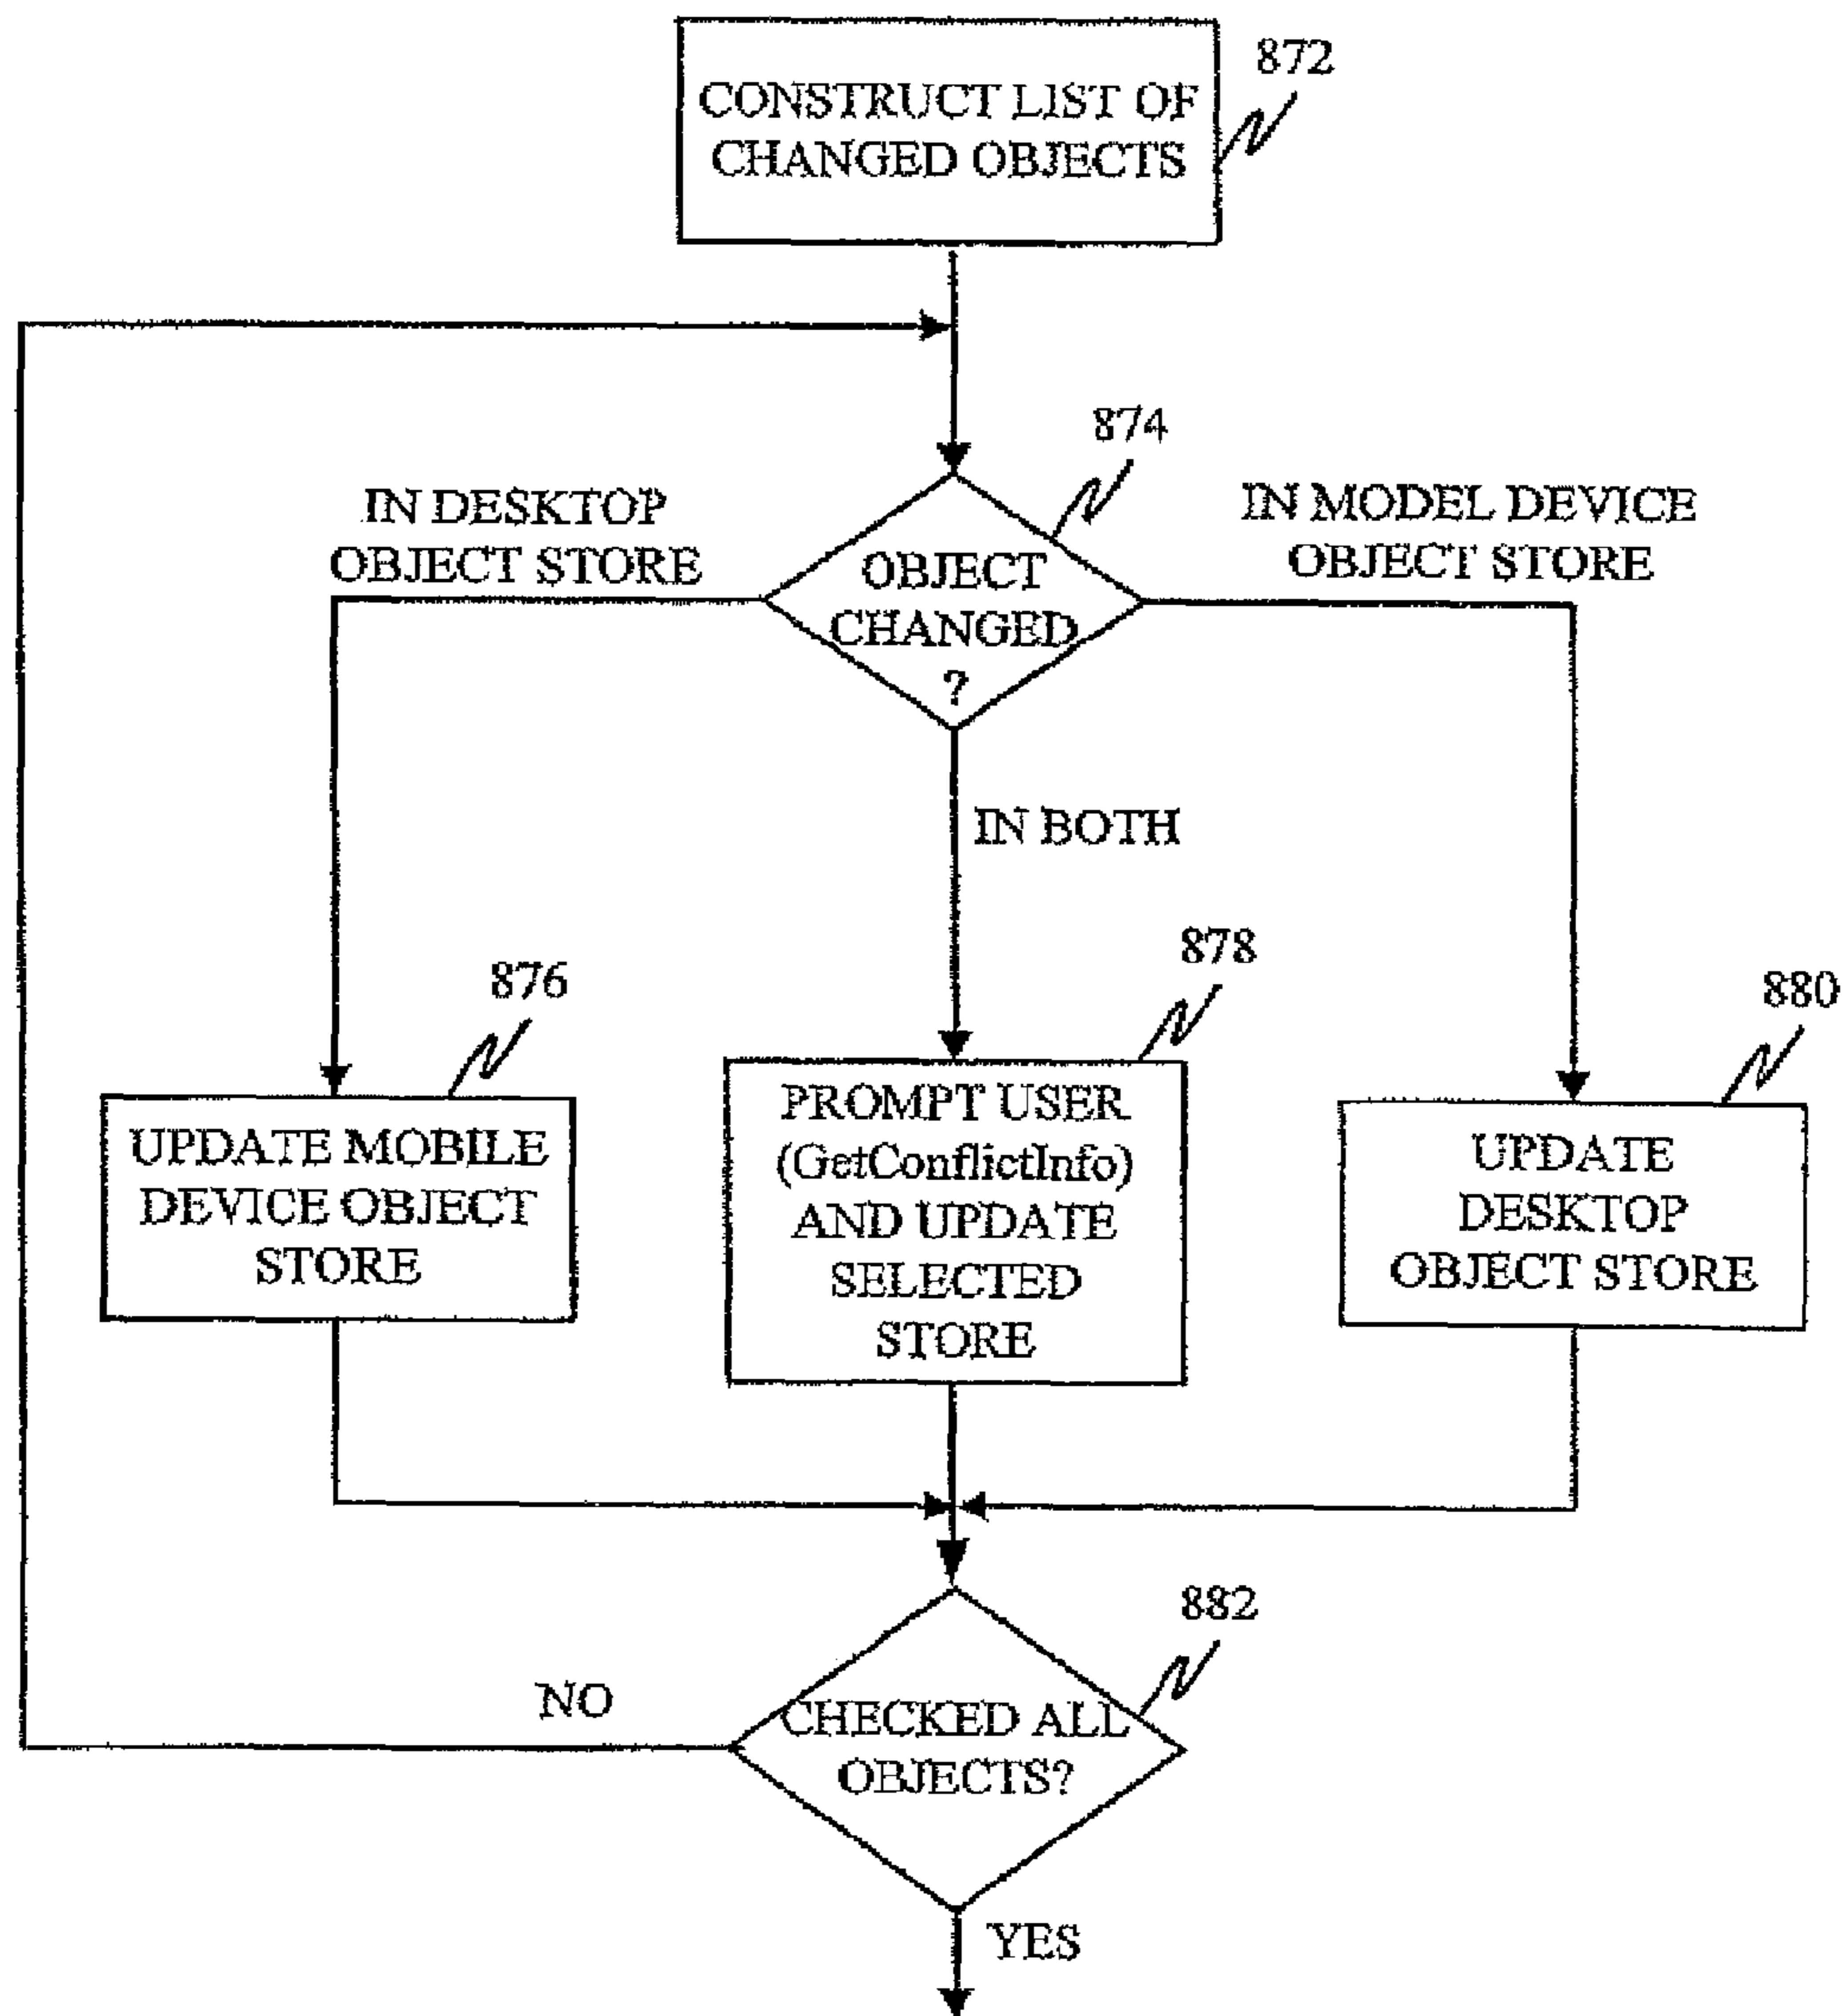 CONSTRUCT LIST OF
CHANGED OBJECTS
872
874
IN DESKTOP
OBJECT STORE
OBJECT
CHANGED
?
IN MODEL DEVICE
OBJECT STORE
IN BOTH
876
UPDATE MOBILE
DEVICE OBJECT
STORE
878
PROMPT USER
(GetConflictInfo)
AND UPDATE
SELECTED
STORE
880
UPDATE
DESKTOP
OBJECT STORE
882
NO
CHECKED ALL
OBJECTS?
YES